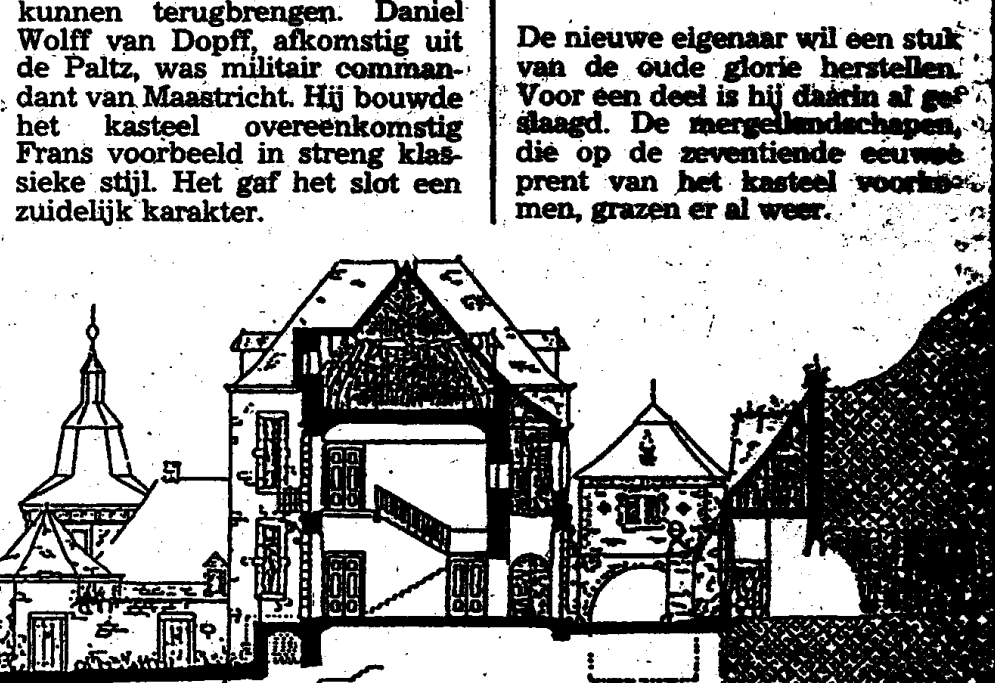 kunnen terugbrengen. Daniel
Wolff van Dopff, afkomstig uit
de Paltz, was militair comman-
dant van Maastricht. Hij bouwde
het kasteel overeenkomstig
Frans voorbeeld in streng klas-
sieke stijl. Het gaf het slot een
zuidelijk karakter.
De nieuwe eigenaar wil een stuk
van de oude glorie herstellen.
Voor een deel is hij daarin al ge-
slaagd. De mergellandschapen,
die op de zeventiende eeuwse
prent van het kasteel voorko-
men, grazen er al weer.